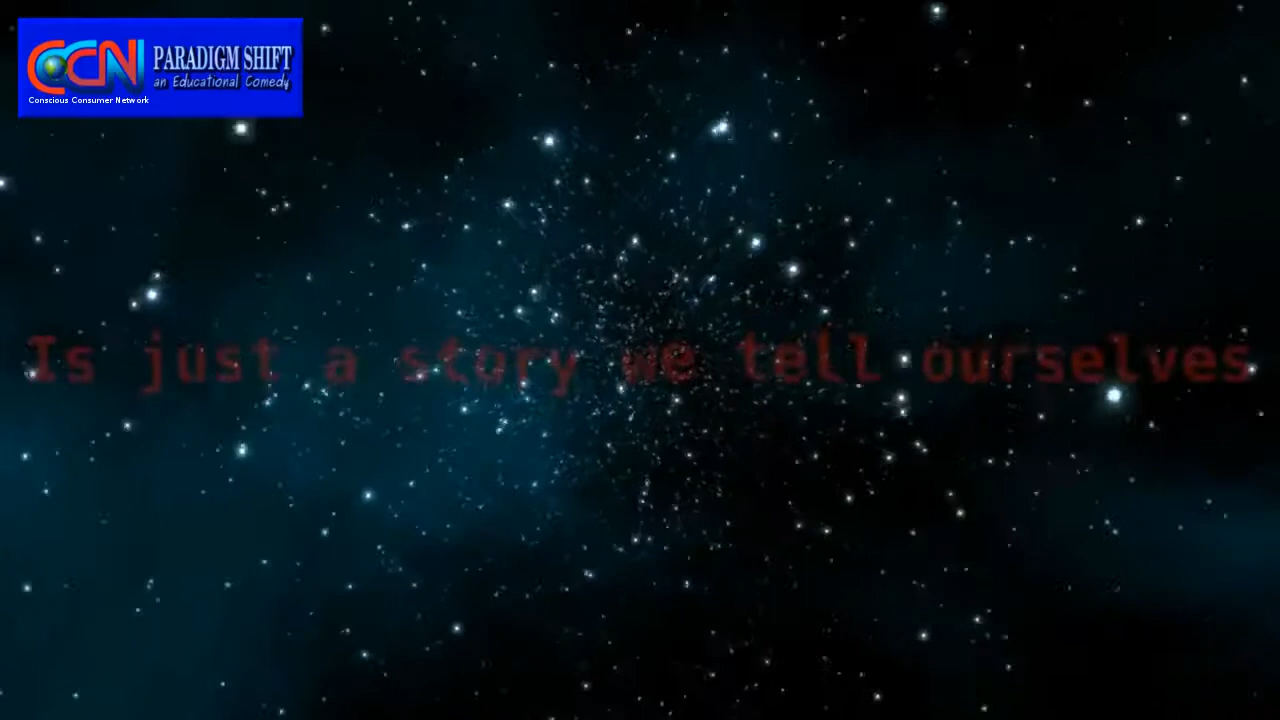 CCN PARADIGM SHIFT
an Educational Comedy
Conscious Consumer Network
Is just a story we tell ourselves